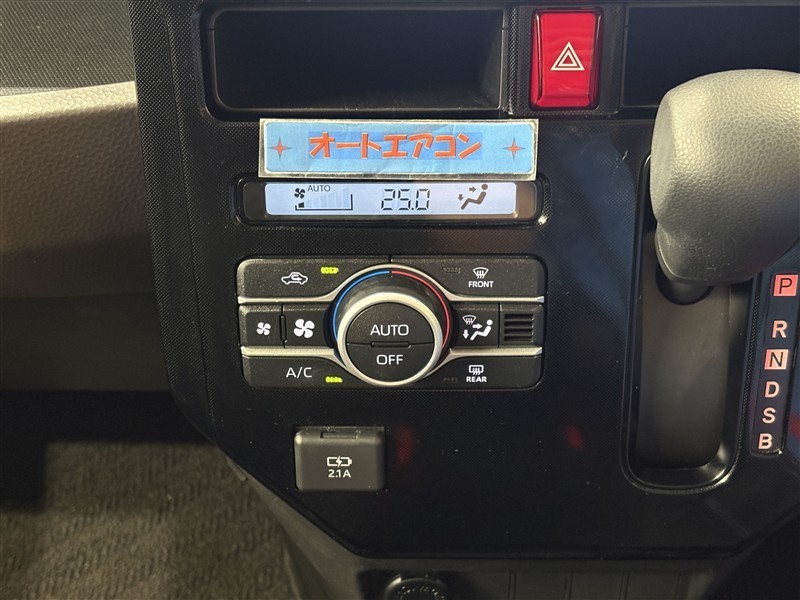 オートエアコン
AUTO
25.0
FRONT
AUTO
OFF
A/C
REAR
2.1A
P
R
N
D
S
B